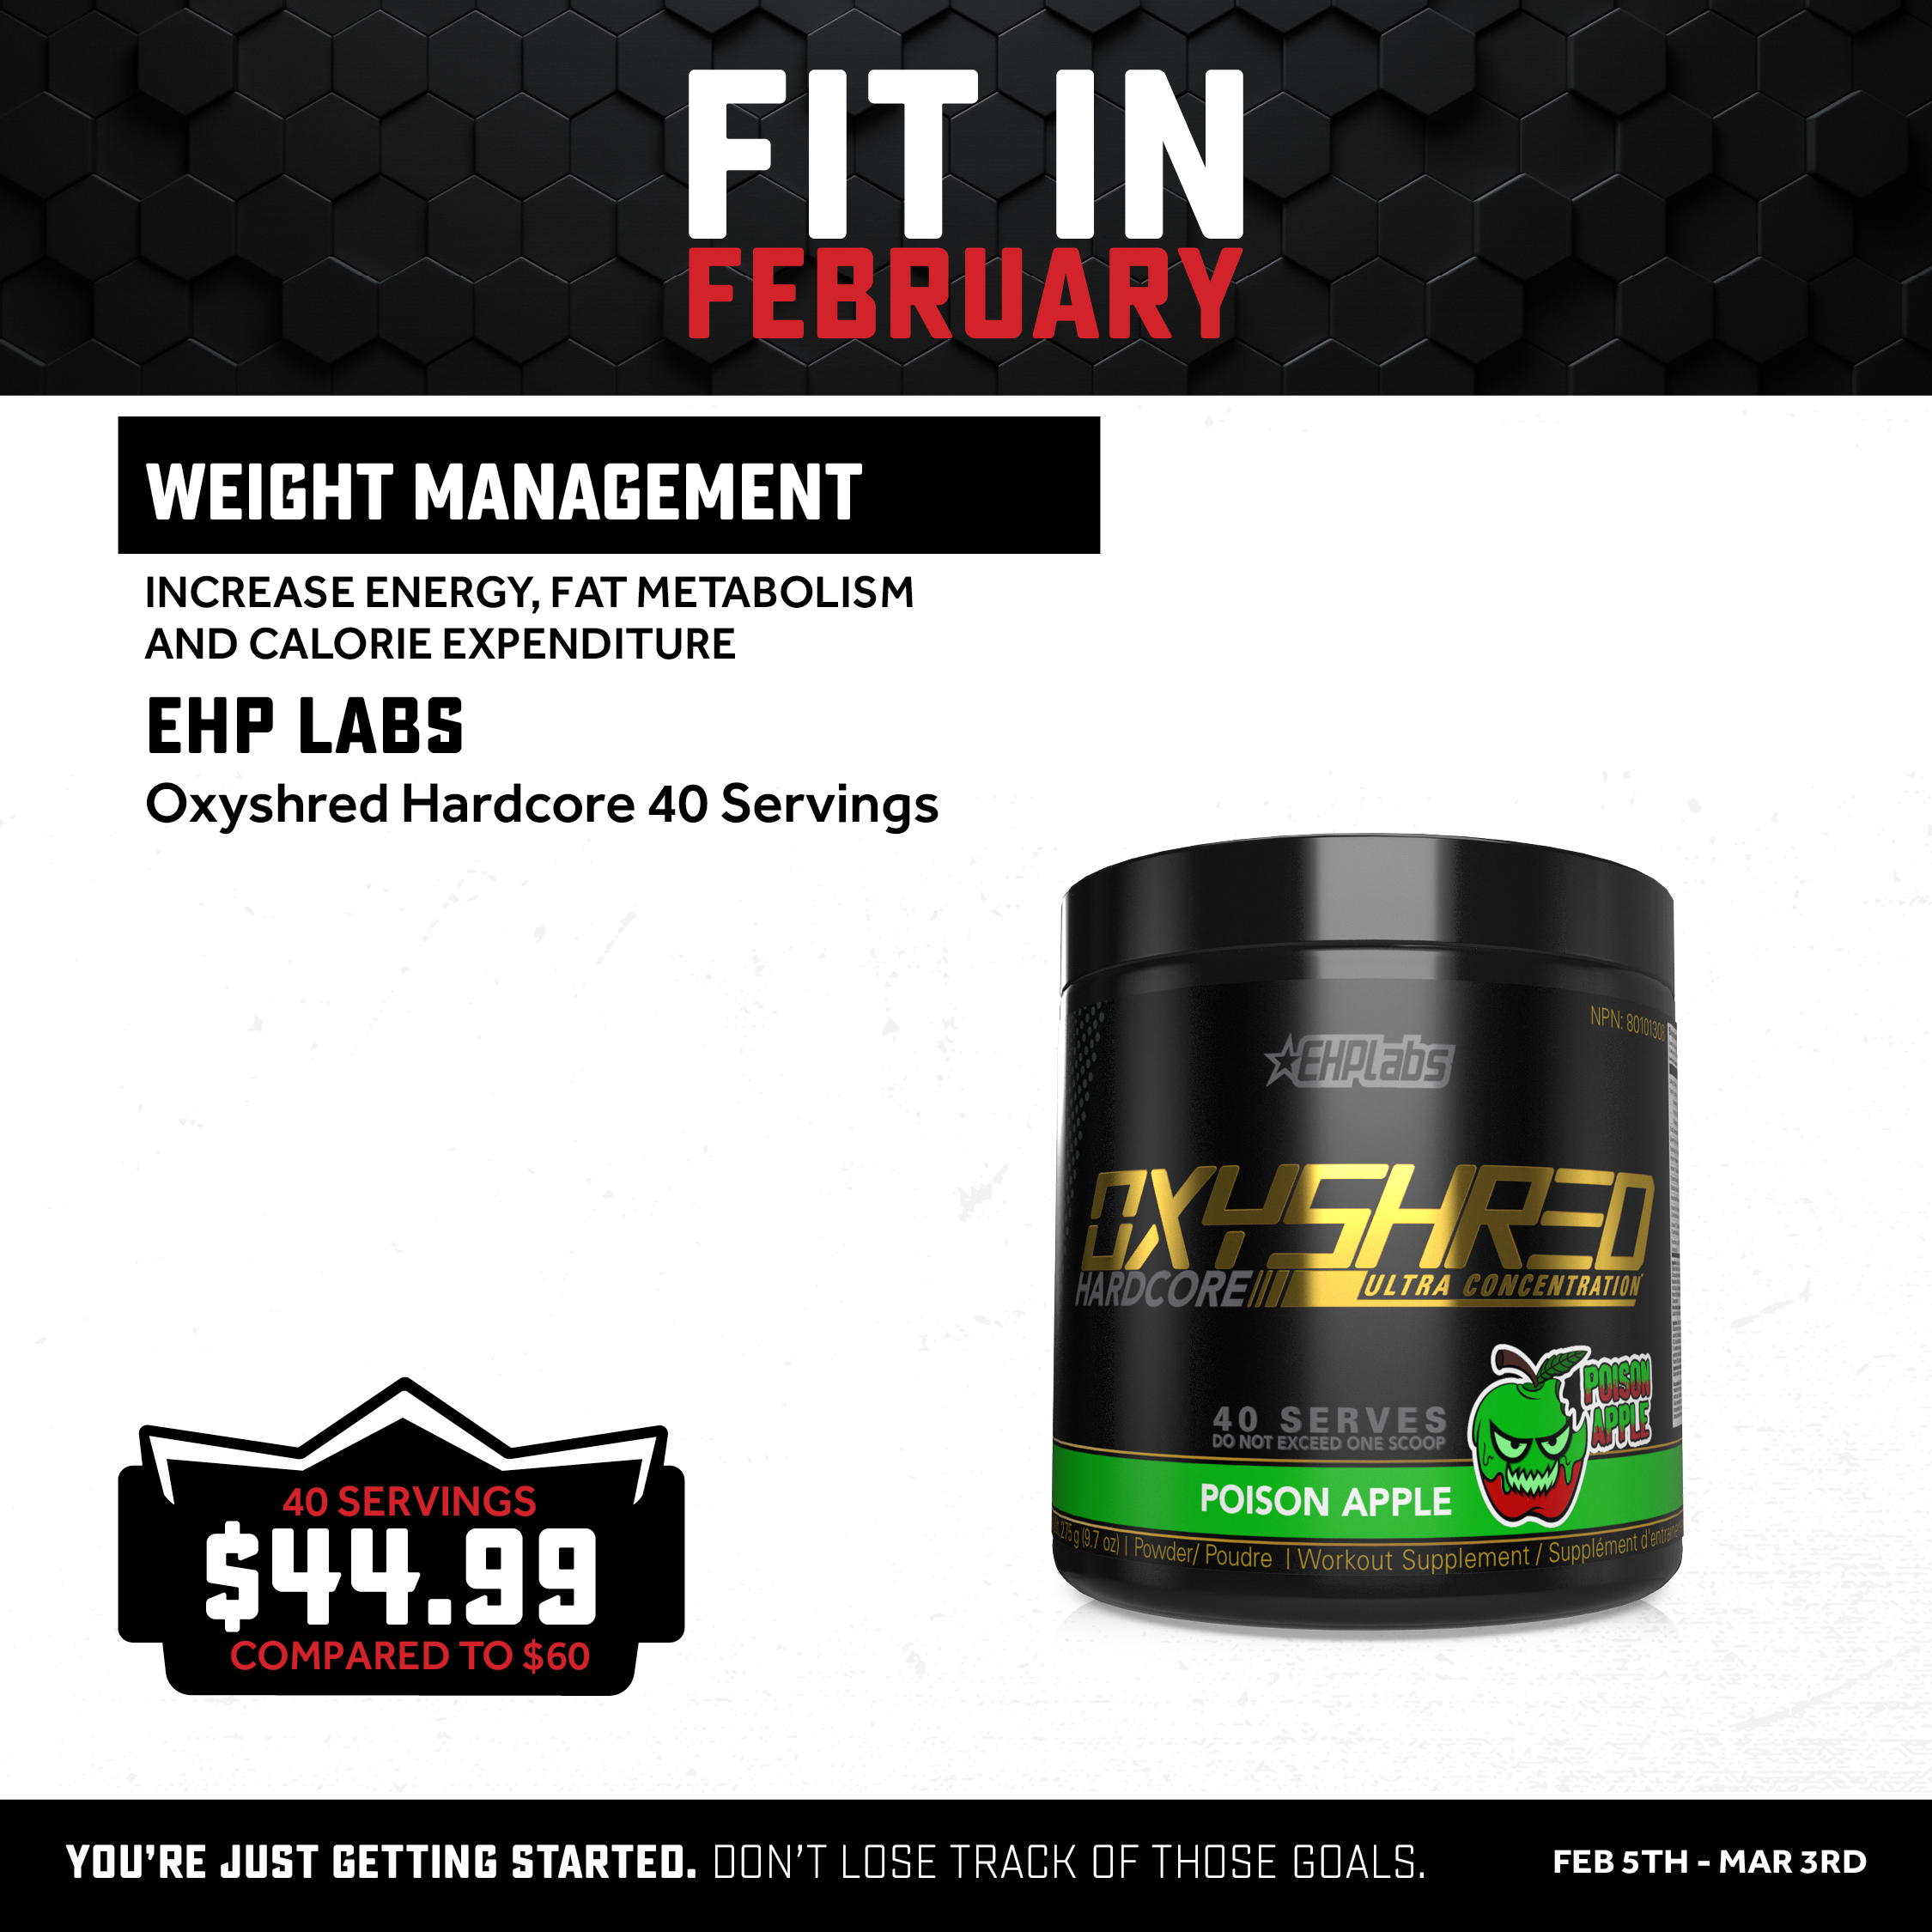 FIT IN
FEBRUARY
WEIGHT MANAGEMENT
INCREASE ENERGY, FAT METABOLISM
AND CALORIE EXPENDITURE
EHP LABS
Oxyshred Hardcore 40 Servings
NPN: 80101308
EHPLabs
OXYSHRED
HARDCORE ULTRA CONCENTRATION
POISON
APPLE
40 SERVES
DO NOT EXCEED ONE SCOOP
POISON APPLE
275g (9.7 oz) | Powder/ Poudre | Workout Supplement / Supplément
40 SERVINGS
$44.99
COMPARED TO $60
YOU'RE JUST GETTING STARTED. DON'T LOSE TRACK OF THOSE GOALS.
FEB 5TH - MAR 3RD